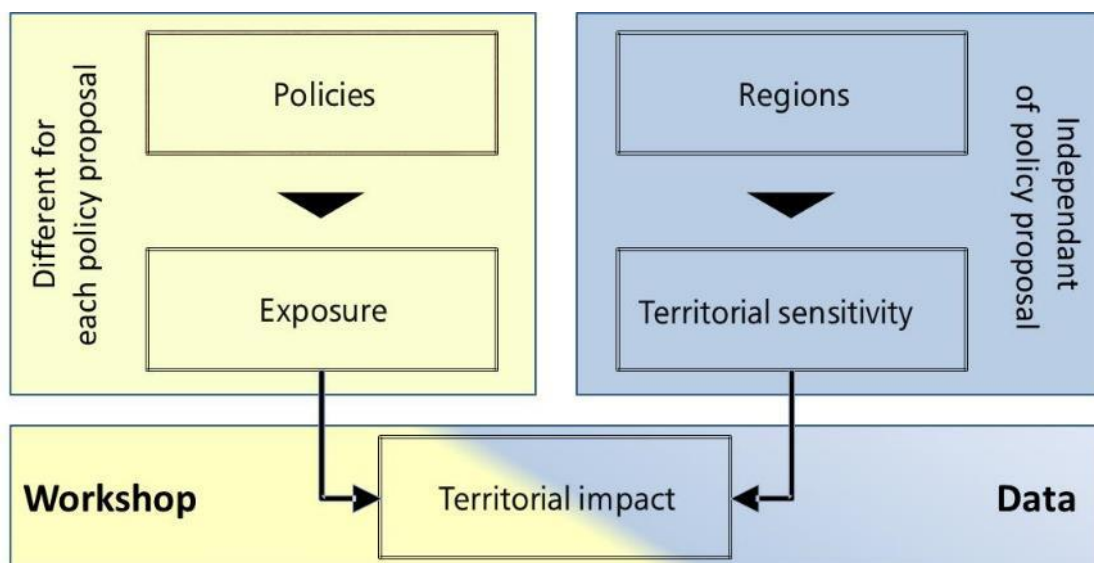 Different for
each policy proposal
Policies
Exposure
Regions
Territorial sensitivity
Independant
of policy proposal
Workshop
Territorial impact
Data